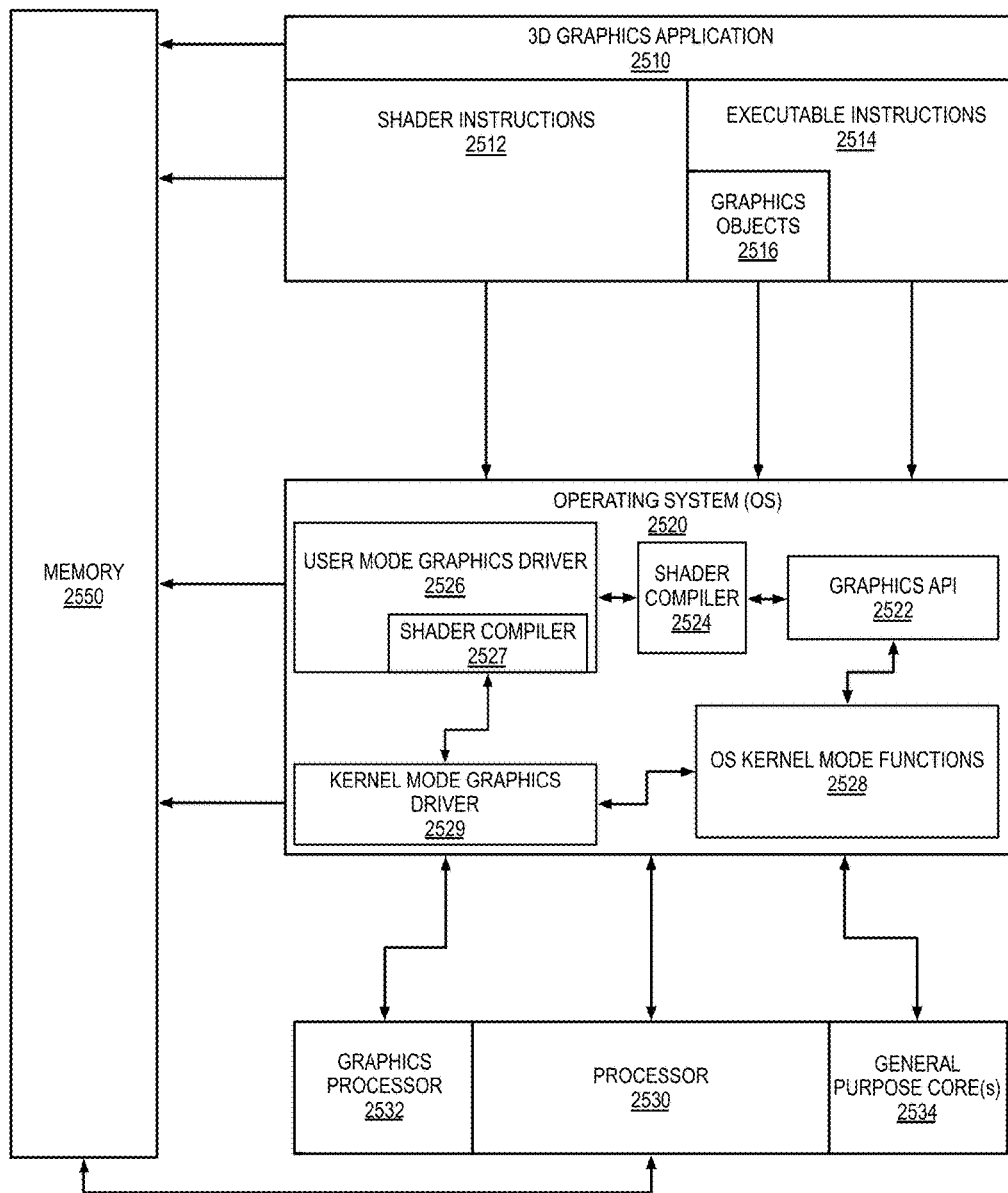 3D GRAPHICS APPLICATION
2510
SHADER INSTRUCTIONS
2512
EXECUTABLE INSTRUCTIONS
2514
GRAPHICS
OBJECTS
2516
MEMORY
2550
OPERATING SYSTEM (OS)
2520
USER MODE GRAPHICS DRIVER
2526
SHADER COMPILER
2527
SHADER
COMPILER
2524
GRAPHICS API
2522
KERNEL MODE GRAPHICS
DRIVER
2529
OS KERNEL MODE FUNCTIONS
2528
GRAPHICS
PROCESSOR
2532
PROCESSOR
2530
GENERAL
PURPOSE CORE(s)
2534